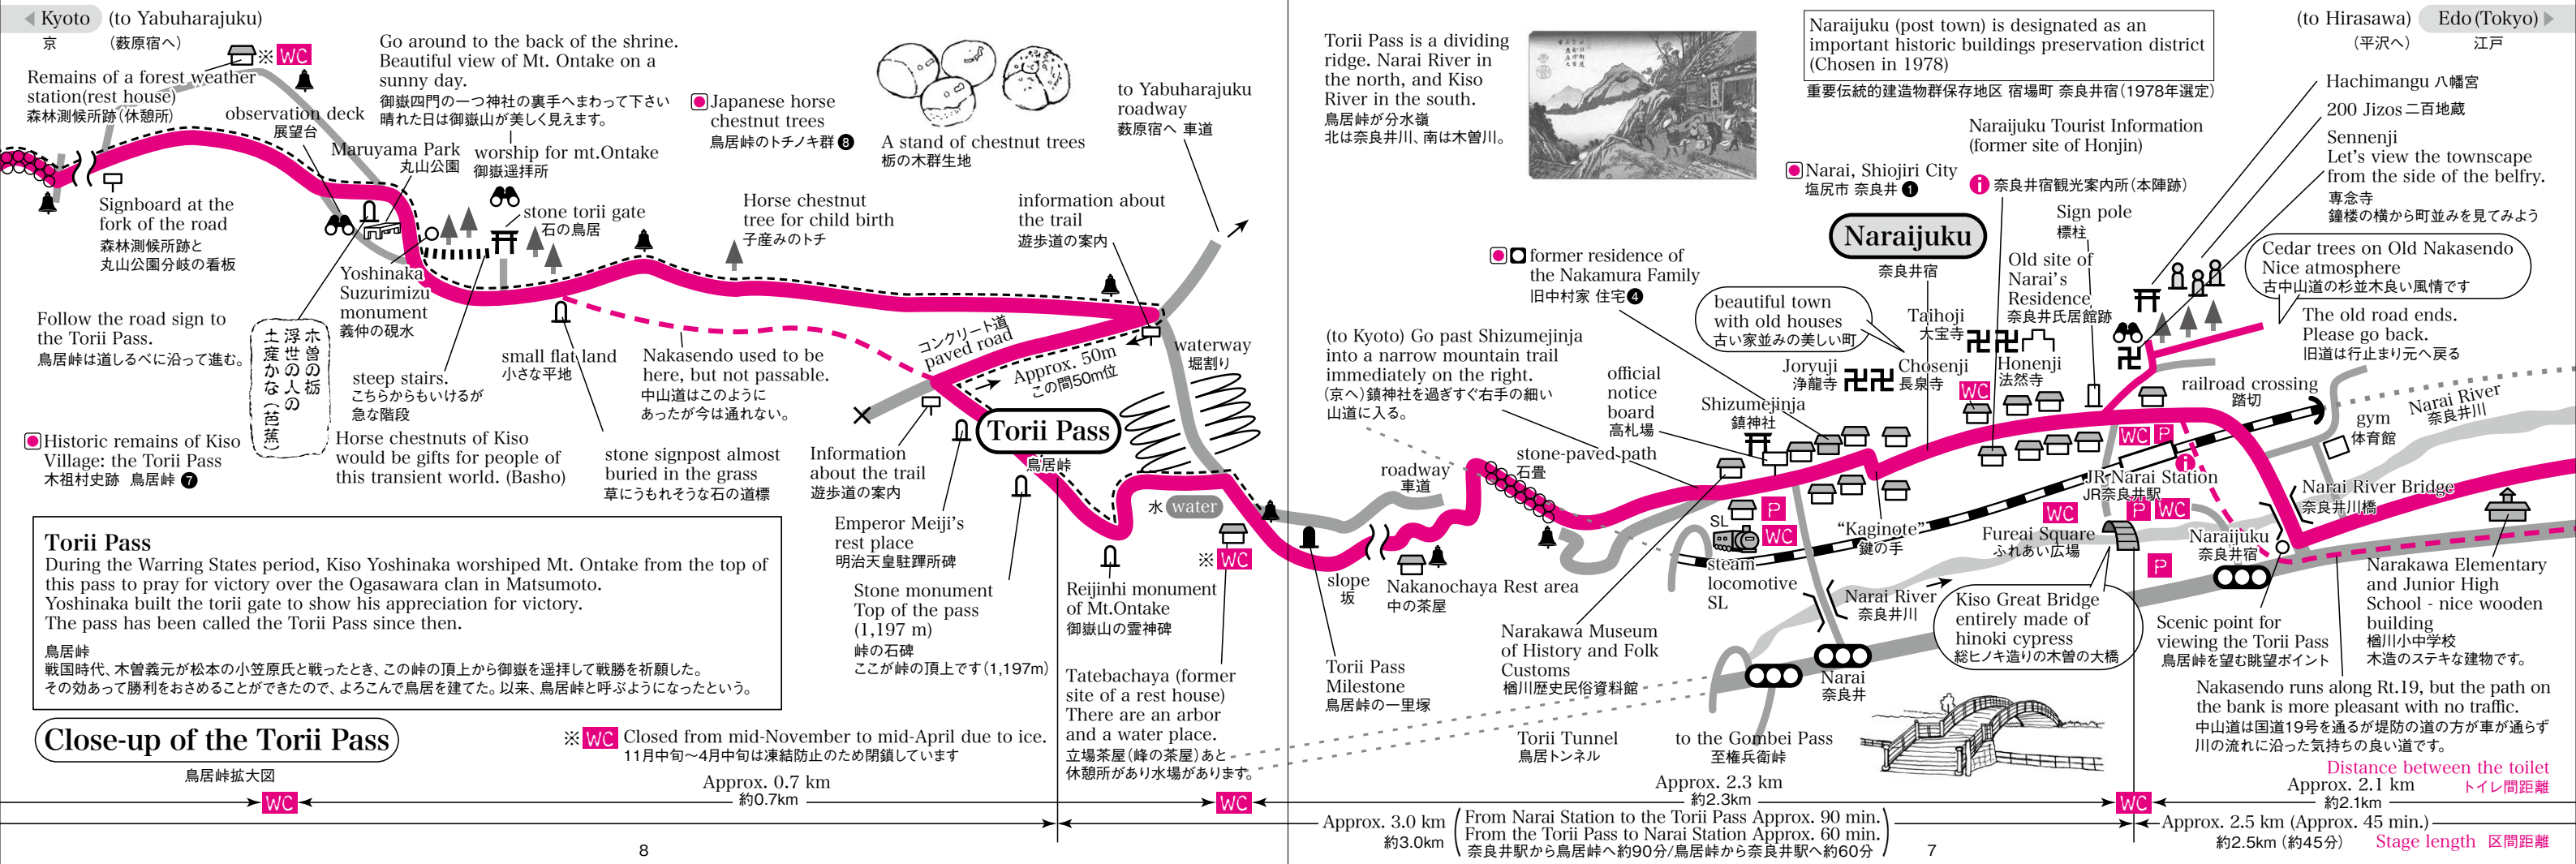 Kyoto
京
(to Yabuharajuku)
（薮原宿へ）
※ WC
Remains of a forest weather
station(rest house)
森林測候所跡（休憩所）
observation deck
展望台
Go around to the back of the shrine.
Beautiful view of Mt. Ontake on a
sunny day.
御嶽四門の一つ神社の裏手へまわって下さい
晴れた日は御嶽山が美しく見えます。
Maruyama Park
丸山公園
worship for mt.Ontake
御嶽遥拝所
stone torii gate
石の鳥居
Japanese horse
chestnut trees
鳥居峠のトチノキ群 8
A stand of chestnut trees
栃の木群生地
to Yabuharajuku
roadway
薮原宿へ 車道
Signboard at the
fork of the road
森林測候所跡と
丸山公園分岐の看板
Horse chestnut
tree for child birth
子産みのトチ
information about
the trail
遊歩道の案内
Yoshinaka
Suzurimizu
monument
義仲の硯水
Follow the road sign to
the Torii Pass.
鳥居峠は道しるべに沿って進む。
木曽の栃
浮世の人の
土産かな（芭蕉）
steep stairs.
こちらからもいけるが
急な階段
small flat land
小さな平地
Nakasendo used to be
here, but not passable.
中山道はこのように
あったが今は通れない。
コンクリート道
paved road
Approx. 50m
この間50m位
waterway
堀割り
Historic remains of Kiso
Village: the Torii Pass
木祖村史跡 鳥居峠 7
Horse chestnuts of Kiso
would be gifts for people of
this transient world. (Basho)
stone signpost almost
buried in the grass
草にうもれそうな石の道標
Information
about the trail
遊歩道の案内
Torii Pass
鳥居峠
Emperor Meiji's
rest place
明治天皇駐蹕所碑
Stone monument
Top of the pass
(1,197 m)
峠の石碑
ここが峠の頂上です（1,197m）
水 water
※ WC
Reijinhi monument
of Mt.Ontake
御嶽山の霊神碑
Tatebachaya (former
site of a rest house)
There are an arbor
and a water place.
立場茶屋（峰の茶屋）あと
休憩所があり水場があります。
Torii Pass
During the Warring States period, Kiso Yoshinaka worshiped Mt. Ontake from the top of
this pass to pray for victory over the Ogasawara clan in Matsumoto.
Yoshinaka built the torii gate to show his appreciation for victory.
The pass has been called the Torii Pass since then.
鳥居峠
戦国時代、木曽義元が松本の小笠原氏と戦ったとき、この峠の頂上から御嶽を遥拝して戦勝を祈願した。
その効あって勝利をおさめることができたので、よろこんで鳥居を建てた。以来、鳥居峠と呼ぶようになったという。
Close-up of the Torii Pass
鳥居峠拡大図
※ WC Closed from mid-November to mid-April due to ice.
11月中旬〜4月中旬は凍結防止のため閉鎖しています
Approx. 0.7 km
約0.7km
WC
WC
8
Torii Pass is a dividing
ridge. Narai River in
the north, and Kiso
River in the south.
鳥居峠が分水嶺
北は奈良井川、南は木曽川。
Naraijuku (post town) is designated as an
important historic buildings preservation district
(Chosen in 1978)
重要伝統的建造物群保存地区 宿場町 奈良井宿（1978年選定）
(to Hirasawa)
（平沢へ）
Edo (Tokyo)
江戸
Hachimangu 八幡宮
200 Jizos 二百地蔵
Sennenji
Let's view the townscape
from the side of the belfry.
専念寺
鐘楼の横から町並みを見てみよう
Naraijuku Tourist Information
(former site of Honjin)
i 奈良井宿観光案内所（本陣跡）
Narai, Shiojiri City
塩尻市 奈良井 1
Sign pole
標柱
Naraijuku
奈良井宿
Old site of
Narai's
Residence
奈良井氏居館跡
Cedar trees on Old Nakasendo
Nice atmosphere
古中山道の杉並木良い風情です
former residence of
the Nakamura Family
旧中村家 住宅 4
beautiful town
with old houses
古い家並みの美しい町
Taihoji
大宝寺
The old road ends.
Please go back.
旧道は行止まり元へ戻る
(to Kyoto) Go past Shizumejinja
into a narrow mountain trail
immediately on the right.
（京へ）鎮神社を過ぎすぐ右手の細い
山道に入る。
official
notice
board
高札場
Joryuji
浄龍寺
Chosenji
長泉寺
Honenji
法然寺
WC
Shizumejinja
鎮神社
railroad crossing
踏切
gym
体育館
Narai River
奈良井川
stone-paved path
石畳
roadway
車道
WC P
i
JR Narai Station
JR奈良井駅
P WC
WC
Narai River Bridge
奈良井川橋
SL
P
WC
"Kaginote"
鍵の手
Fureai Square
ふれあい広場
Naraijuku
奈良井宿
P
steam
locomotive
SL
slope
坂
Nakanochaya Rest area
中の茶屋
Narai River
奈良井川
Kiso Great Bridge
entirely made of
hinoki cypress
総ヒノキ造りの木曽の大橋
Scenic point for
viewing the Torii Pass
鳥居峠を望む眺望ポイント
Narakawa Elementary
and Junior High
School - nice wooden
building
楢川小中学校
木造のステキな建物です。
Torii Pass
Milestone
鳥居峠の一里塚
Narakawa Museum
of History and Folk
Customs
楢川歴史民俗資料館
Narai
奈良井
Torii Tunnel
鳥居トンネル
to the Gombei Pass
至権兵衛峠
Nakasendo runs along Rt.19, but the path on
the bank is more pleasant with no traffic.
中山道は国道19号を通るが堤防の道の方が車が通らず
川の流れに沿った気持ちの良い道です。
Approx. 2.3 km
約2.3km
WC
Distance between the toilet
トイレ間距離
Approx. 2.1 km
約2.1km
Approx. 3.0 km
約3.0km
From Narai Station to the Torii Pass Approx. 90 min.
From the Torii Pass to Narai Station Approx. 60 min.
奈良井駅から鳥居峠へ約90分/鳥居峠から奈良井駅へ約60分
Approx. 2.5 km (Approx. 45 min.)
約2.5km（約45分）
Stage length 区間距離
7